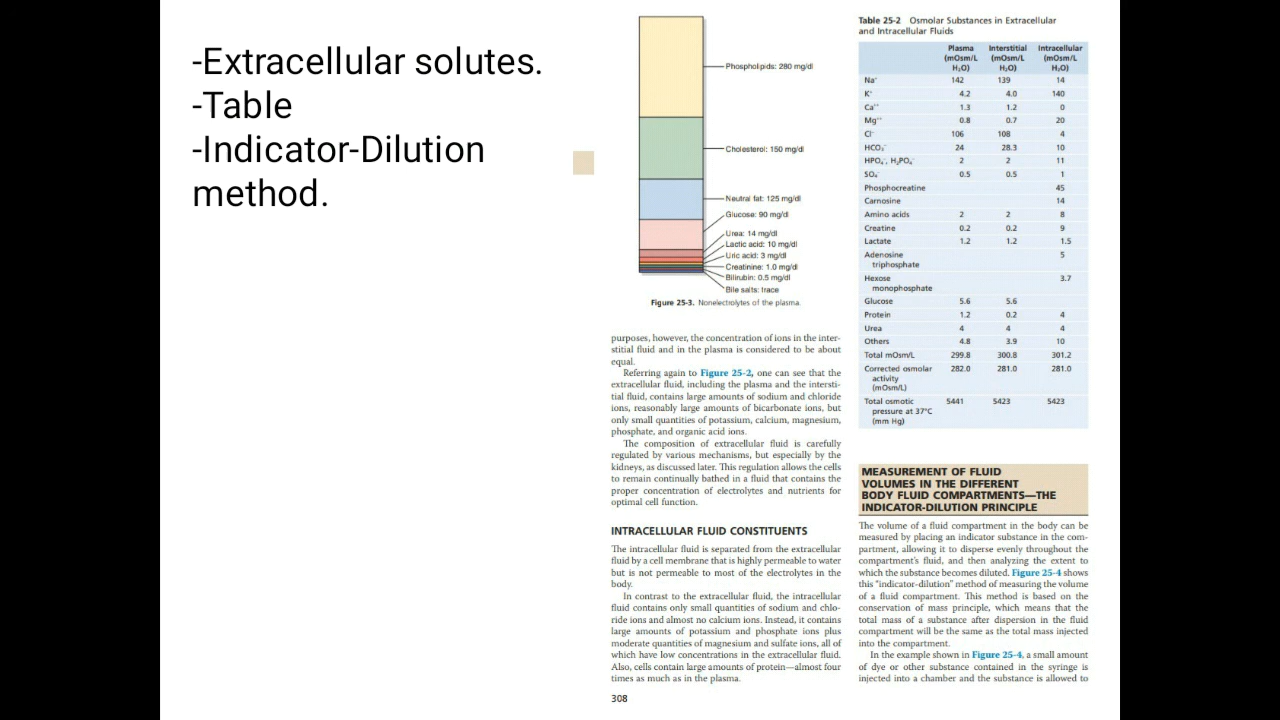 -Extracellular solutes.
-Table
-Indicator-Dilution
method.
Phospholipids: 280 mg/dl
Cholesterol: 150 mg/dl
Neutral fat: 125 mg/dl
Glucose: 90 mg/dl
Urea: 14 mg/dl
Lactic acid: 10 mg/dl
Uric acid: 3 mg/dl
Creatinine: 1.0 mg/dl
Bilirubin: 0.5 mg/dl
Bile salts: trace
Figure 25-3. Nonelectrolytes of the plasma.
purposes, however, the concentration of ions in the inter-
stitial fluid and in the plasma is considered to be about
equal.
Referring again to Figure 25-2, one can see that the
extracellular fluid, including the plasma and the intersti-
tial fluid, contains large amounts of sodium and chloride
ions, reasonably large amounts of bicarbonate ions, but
only small quantities of potassium, calcium, magnesium,
phosphate, and organic acid ions.
The composition of extracellular fluid is carefully
regulated by various mechanisms, but especially by the
kidneys, as discussed later. This regulation allows the cells
to remain continually bathed in a fluid that contains the
proper concentration of electrolytes and nutrients for
optimal cell function.
INTRACELLULAR FLUID CONSTITUENTS
The intracellular fluid is separated from the extracellular
fluid by a cell membrane that is highly permeable to water
but is not permeable to most of the electrolytes in the
body.
In contrast to the extracellular fluid, the intracellular
fluid contains only small quantities of sodium and chlo-
ride ions and almost no calcium ions. Instead, it contains
large amounts of potassium and phosphate ions plus
moderate quantities of magnesium and sulfate ions, all of
which have low concentrations in the extracellular fluid.
Also, cells contain large amounts of protein—almost four
times as much as in the plasma.
308
Table 25-2 Osmolar Substances in Extracellular
and Intracellular Fluids
Plasma Interstitial Intracellular
(mOsm/L (mOsm/L (mOsm/L
H₂O) H₂O) H₂O)
Na⁺ 142 139 14
K⁺ 4.2 4.0 140
Ca⁺⁺ 1.3 1.2 0
Mg⁺⁺ 0.8 0.7 20
Cl⁻ 106 108 4
HCO₃⁻ 24 28.3 10
HPO₄⁻, H₂PO₄⁻ 2 2 11
SO₄⁻ 0.5 0.5 1
Phosphocreatine 45
Carnosine 14
Amino acids 2 2 8
Creatine 0.2 0.2 9
Lactate 1.2 1.2 1.5
Adenosine 5
triphosphate
Hexose 3.7
monophosphate
Glucose 5.6 5.6
Protein 1.2 0.2 4
Urea 4 4 4
Others 4.8 3.9 10
Total mOsm/L 299.8 300.8 301.2
Corrected osmolar 282.0 281.0 281.0
activity
(mOsm/L)
Total osmotic 5441 5423 5423
pressure at 37°C
(mm Hg)
MEASUREMENT OF FLUID
VOLUMES IN THE DIFFERENT
BODY FLUID COMPARTMENTS—THE
INDICATOR-DILUTION PRINCIPLE
The volume of a fluid compartment in the body can be
measured by placing an indicator substance in the com-
partment, allowing it to disperse evenly throughout the
compartment's fluid, and then analyzing the extent to
which the substance becomes diluted. Figure 25-4 shows
this "indicator-dilution" method of measuring the volume
of a fluid compartment. This method is based on the
conservation of mass principle, which means that the
total mass of a substance after dispersion in the fluid
compartment will be the same as the total mass injected
into the compartment.
In the example shown in Figure 25-4, a small amount
of dye or other substance contained in the syringe is
injected into a chamber and the substance is allowed to